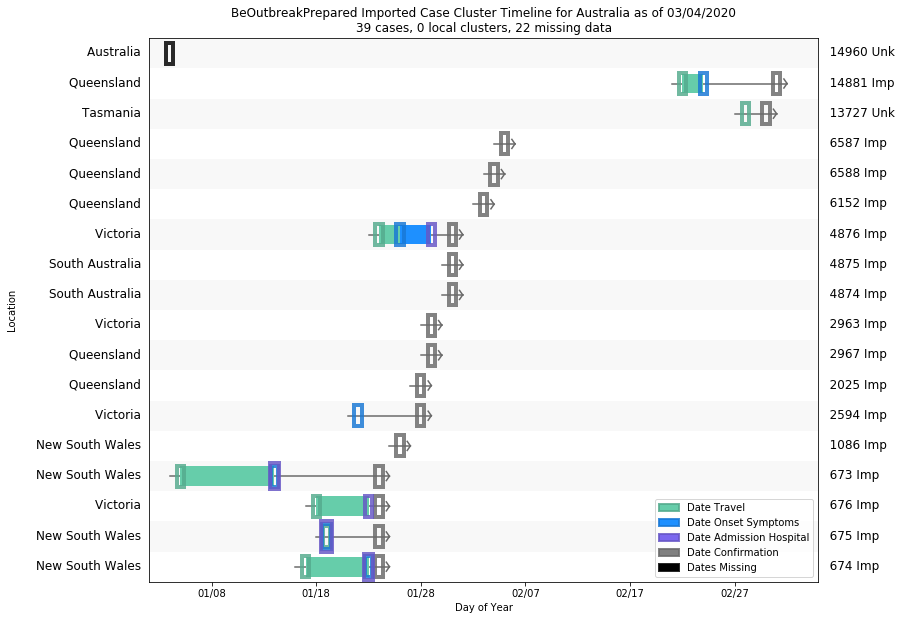 BeOutbreakPrepared Imported Case Cluster Timeline for Australia as of 03/04/2020
39 cases, 0 local clusters, 22 missing data
Australia 14960 Unk
Queensland 14881 Imp
Tasmania 13727 Unk
Queensland 6587 Imp
Queensland 6588 Imp
Queensland 6152 Imp
Victoria 4876 Imp
South Australia 4875 Imp
South Australia 4874 Imp
Victoria 2963 Imp
Queensland 2967 Imp
Queensland 2025 Imp
Victoria 2594 Imp
New South Wales 1086 Imp
New South Wales 673 Imp
Victoria 676 Imp
New South Wales 675 Imp
New South Wales 674 Imp
Location
Date Travel
Date Onset Symptoms
Date Admission Hospital
Date Confirmation
Dates Missing
01/08 01/18 01/28 02/07 02/17 02/27
Day of Year